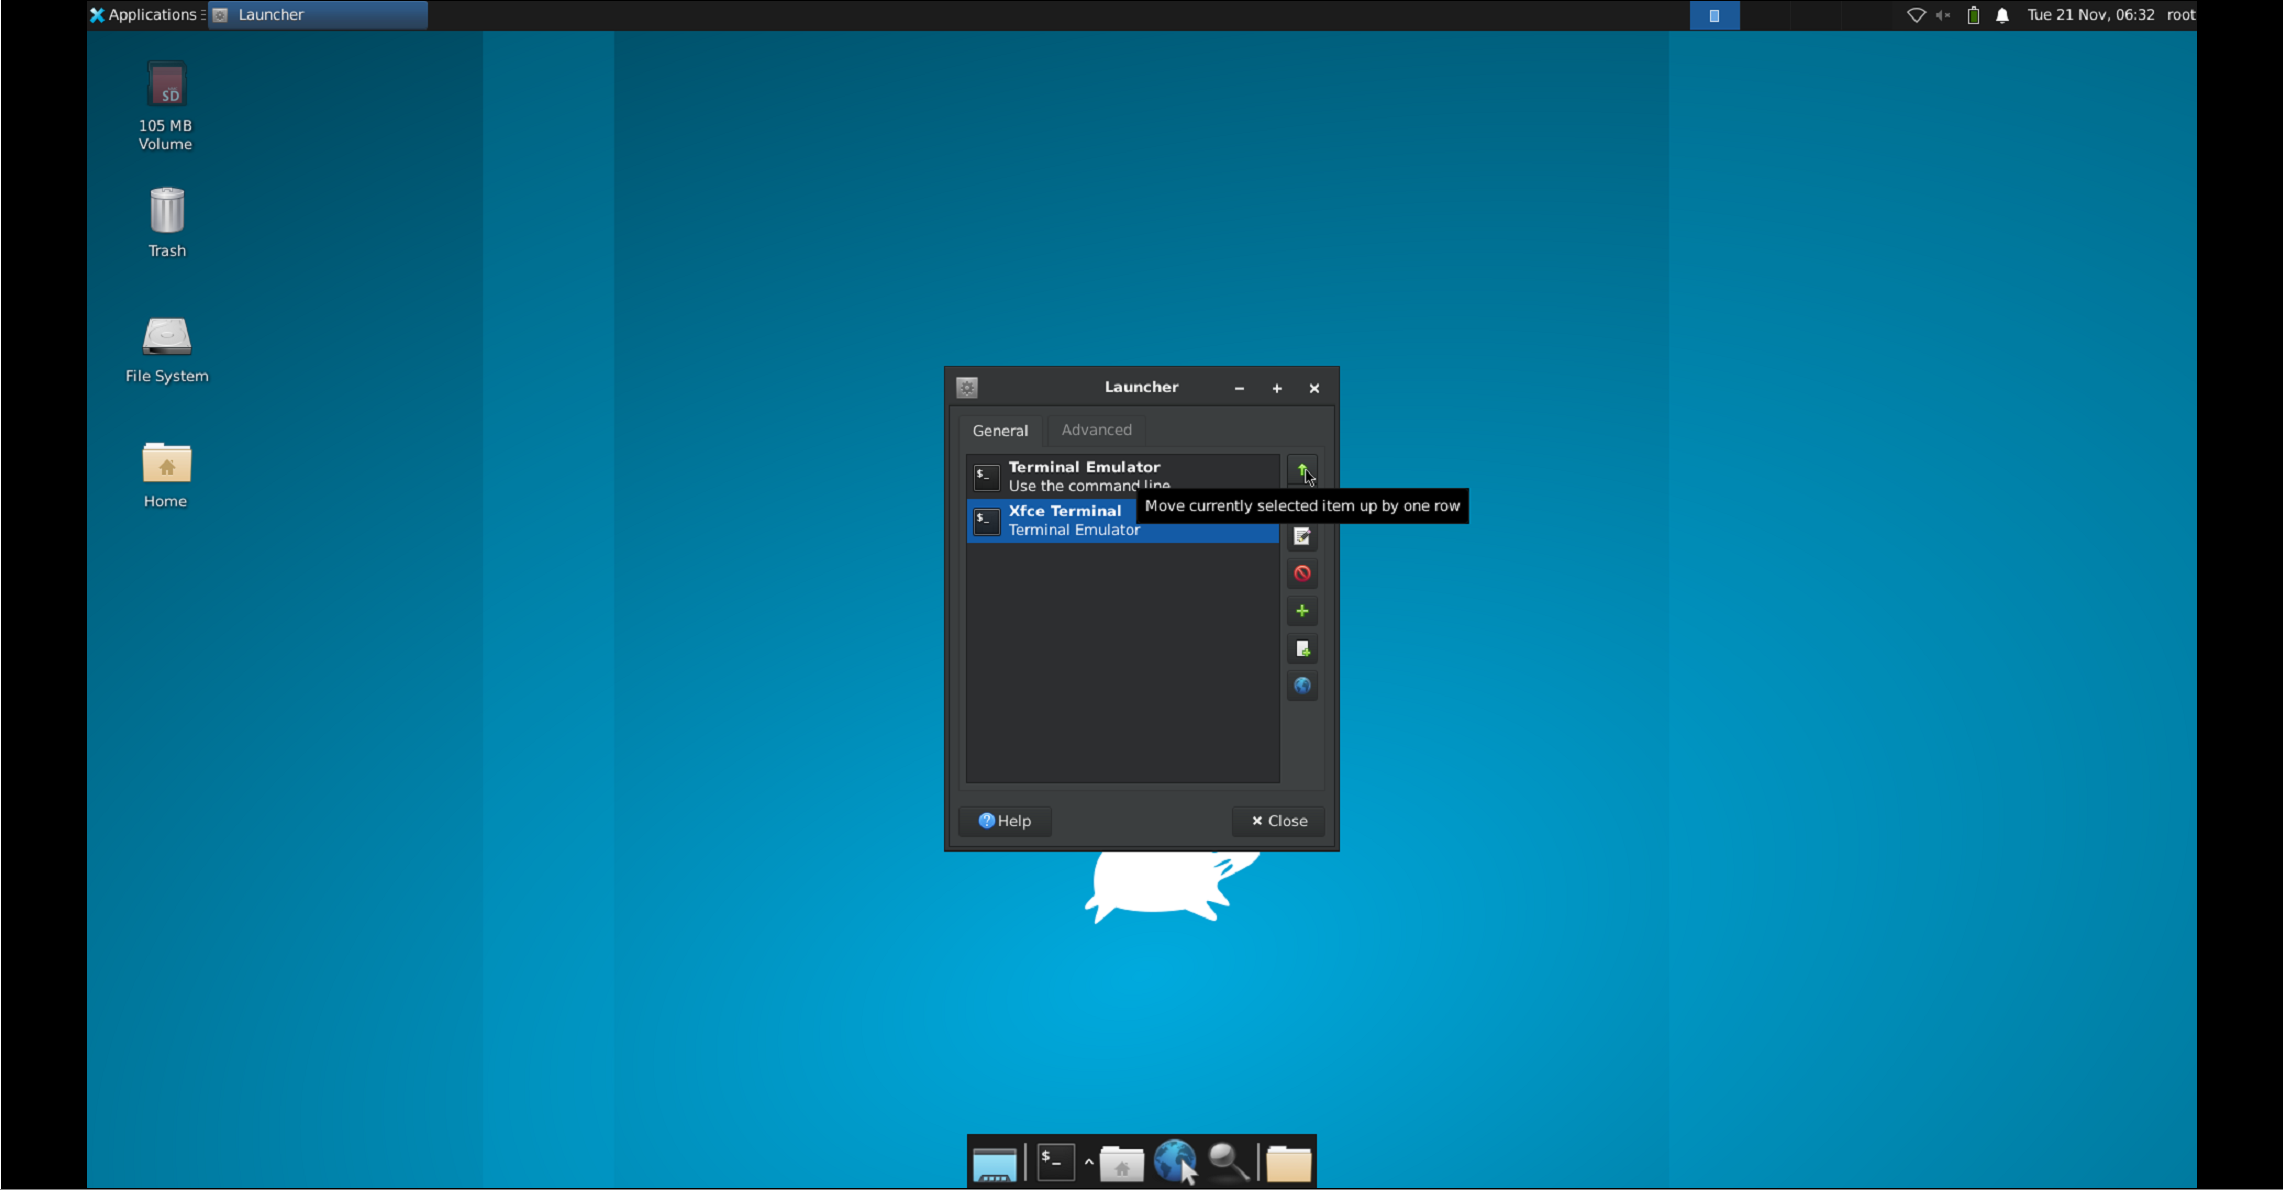 Applications
Launcher
Tue 21 Nov, 06:32 root
SD
105 MB
Volume
Trash
File System
Home
Launcher
General
Advanced
$_
Terminal Emulator
Use the command line
Move currently selected item up by one row
$_
Xfce Terminal
Terminal Emulator
Help
Close
$_